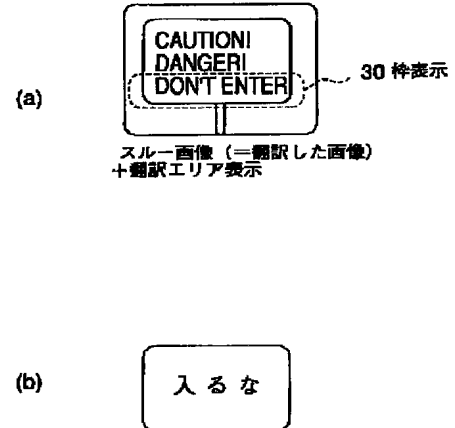 (a)
CAUTION!
DANGER!
DON'T ENTER
30 枠表示
スルー画像 (=翻訳した画像)
+翻訳エリア表示
(b)
入るな